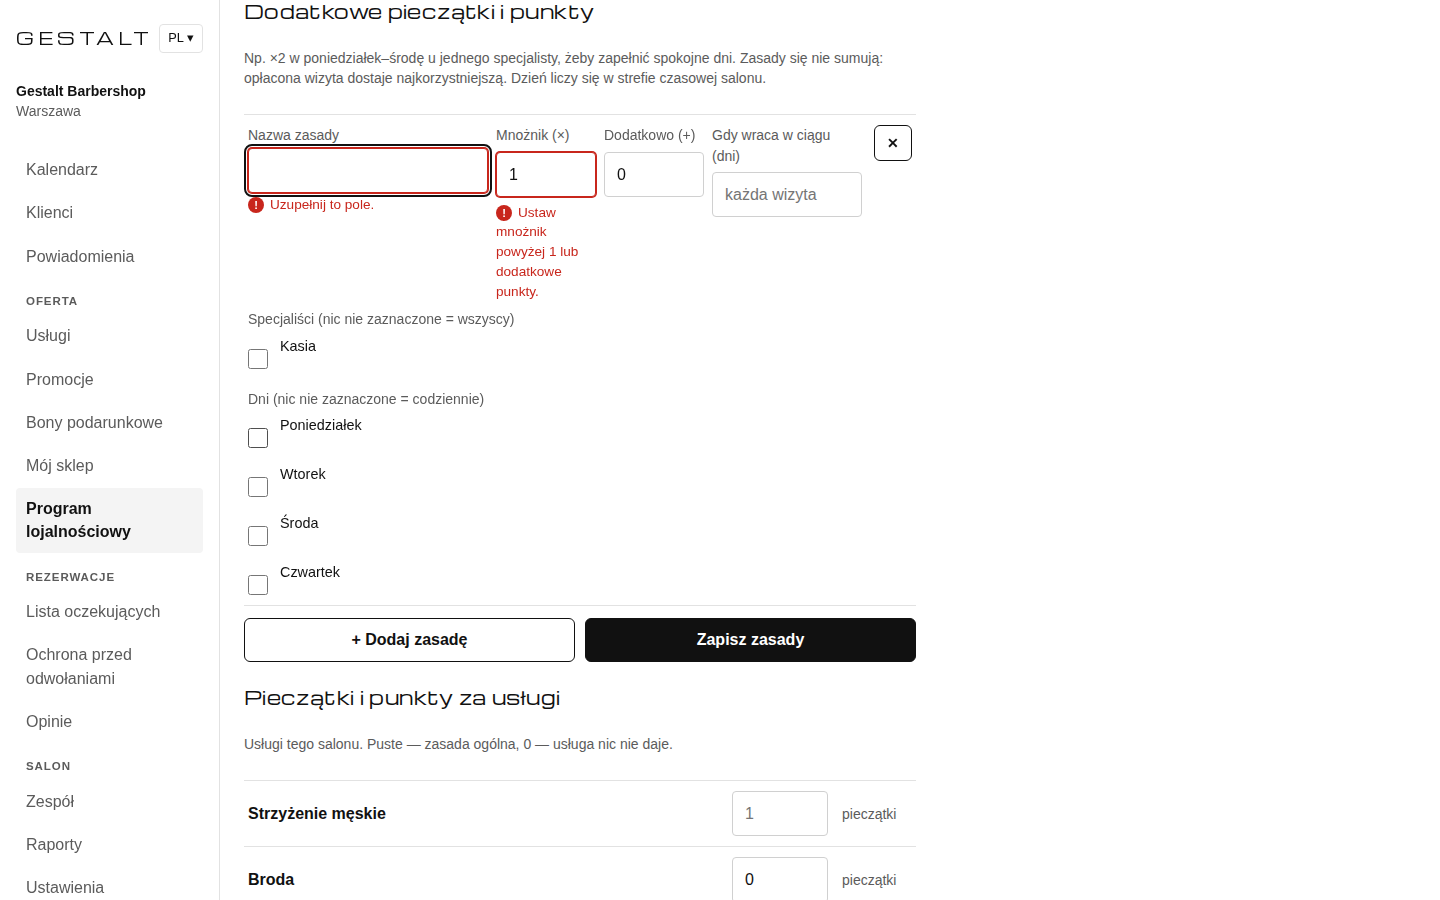 GESTALT
PL ▾
Gestalt Barbershop
Warszawa
Kalendarz
Klienci
Powiadomienia
OFERTA
Usługi
Promocje
Bony podarunkowe
Mój sklep
Program
lojalnościowy
REZERWACJE
Lista oczekujących
Ochrona przed
odwołaniami
Opinie
SALON
Zespół
Raporty
Ustawienia
Dodatkowe pieczątki i punkty
Np. ×2 w poniedziałek–środę u jednego specjalisty, żeby zapełnić spokojne dni. Zasady się nie sumują:
opłacona wizyta dostaje najkorzystniejszą. Dzień liczy się w strefie czasowej salonu.
Nazwa zasady
Mnożnik (×)
Dodatkowo (+)
Gdy wraca w ciągu
(dni)
×
1
0
każda wizyta
! Uzupełnij to pole.
! Ustaw
mnożnik
powyżej 1 lub
dodatkowe
punkty.
Specjaliści (nic nie zaznaczone = wszyscy)
Kasia
Dni (nic nie zaznaczone = codziennie)
Poniedziałek
Wtorek
Środa
Czwartek
+ Dodaj zasadę
Zapisz zasady
Pieczątki i punkty za usługi
Usługi tego salonu. Puste — zasada ogólna, 0 — usługa nic nie daje.
Strzyżenie męskie
1
pieczątki
Broda
0
pieczątki